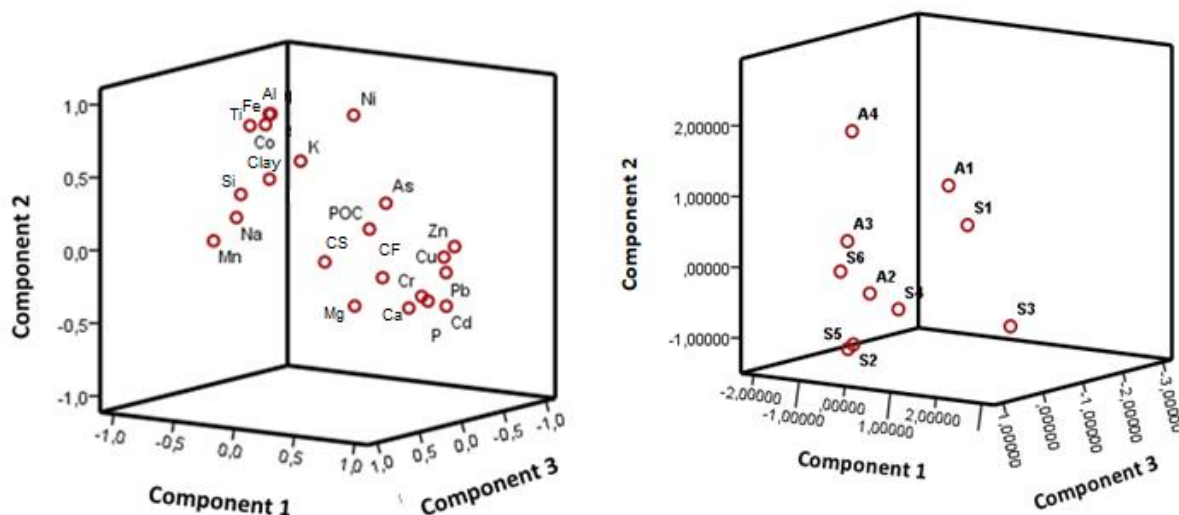 Component 2
1,0
0,5
0,0
-0,5
-1,0
Al
Fe
Ti
Co
Ni
K
Clay
Si
Na
Mn
As
POC
CS
CF
Zn
Cu
Pb
Cr
Mg
Ca
P
Cd
-1,0
-0,5
0,0
0,5
1,0
Component 1
1,0
0,5
0,0
-0,5
-1,0
Component 3
Component 2
2,00000
1,00000
,00000
-1,00000
A4
A1
S1
A3
S6
A2
S4
S3
S5
S2
-2,00000
-1,00000
,00000
1,00000
2,00000
Component 1
1,00000
,00000
-1,00000
-2,00000
-3,00000
Component 3